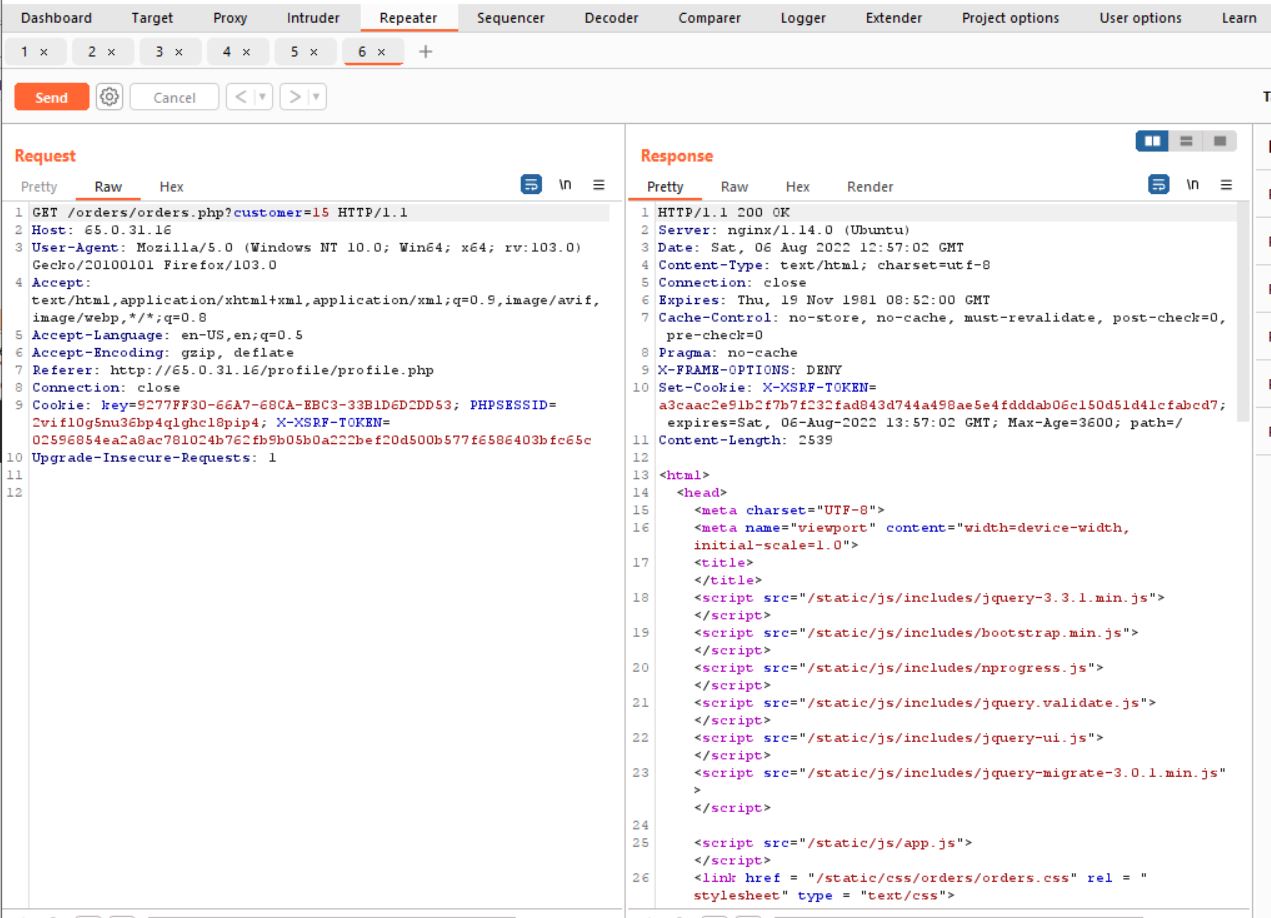 Dashboard Target Proxy Intruder Repeater Sequencer Decoder Comparer Logger Extender Project options User options Learn
1 × 2 × 3 × 4 × 5 × 6 × +
Send Cancel < >
Request
Pretty Raw Hex \n
1 GET /orders/orders.php?customer=15 HTTP/1.1
2 Host: 65.0.31.16
3 User-Agent: Mozilla/5.0 (Windows NT 10.0; Win64; x64; rv:103.0)
Gecko/20100101 Firefox/103.0
4 Accept:
text/html,application/xhtml+xml,application/xml;q=0.9,image/avif,
image/webp,*/*;q=0.8
5 Accept-Language: en-US,en;q=0.5
6 Accept-Encoding: gzip, deflate
7 Referer: http://65.0.31.16/profile/profile.php
8 Connection: close
9 Cookie: key=9277FF30-66A7-68CA-EBC3-33B1D6D2DD53; PHPSESSID=
2vifl0g5nu36bp4qlghcl8pip4; X-XSRF-TOKEN=
02596854ea2a8ac781024b762fb9b05b0a222bef20d500b577f6586403bfc65c
10 Upgrade-Insecure-Requests: 1
11
12
Response
Pretty Raw Hex Render \n
1 HTTP/1.1 200 OK
2 Server: nginx/1.14.0 (Ubuntu)
3 Date: Sat, 06 Aug 2022 12:57:02 GMT
4 Content-Type: text/html; charset=utf-8
5 Connection: close
6 Expires: Thu, 19 Nov 1981 08:52:00 GMT
7 Cache-Control: no-store, no-cache, must-revalidate, post-check=0,
pre-check=0
8 Pragma: no-cache
9 X-FRAME-OPTIONS: DENY
10 Set-Cookie: X-XSRF-TOKEN=
a3caac2e91b2f7b7f232fad843d744a498ae5e4fdddab06c150d51d41cfabcd7;
expires=Sat, 06-Aug-2022 13:57:02 GMT; Max-Age=3600; path=/
11 Content-Length: 2539
12
13 <html>
14 <head>
15 <meta charset="UTF-8">
16 <meta name="viewport" content="width=device-width,
initial-scale=1.0">
17 <title>
</title>
18 <script src="/static/js/includes/jquery-3.3.1.min.js">
</script>
19 <script src="/static/js/includes/bootstrap.min.js">
</script>
20 <script src="/static/js/includes/nprogress.js">
</script>
21 <script src="/static/js/includes/jquery.validate.js">
</script>
22 <script src="/static/js/includes/jquery-ui.js">
</script>
23 <script src="/static/js/includes/jquery-migrate-3.0.1.min.js"
>
</script>
24
25 <script src="/static/js/app.js">
</script>
26 <link href = "/static/css/orders/orders.css" rel = "
stylesheet" type = "text/css">